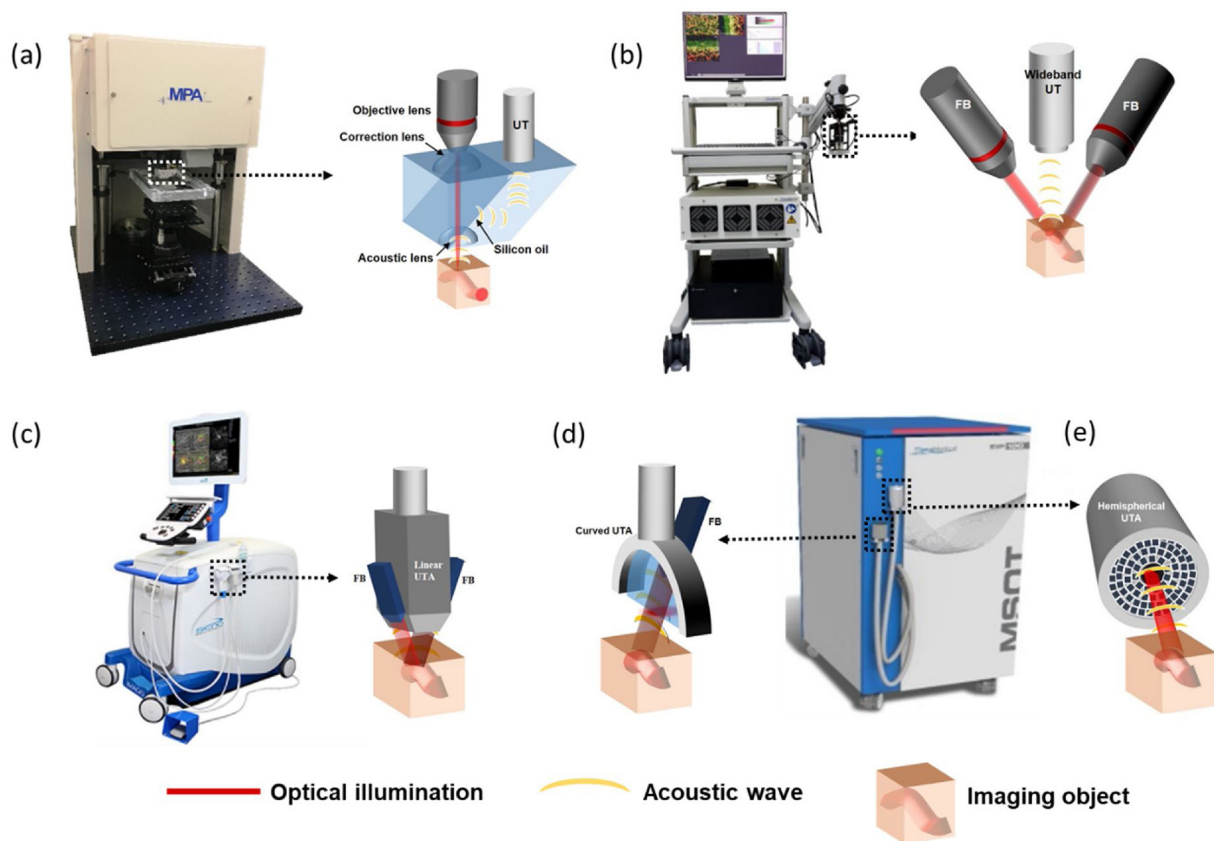 (a)
MPA
Objective lens
Correction lens
UT
Acoustic lens
Silicon oil
(b)
FB
Wideband
UT
FB
(c)
FB
Linear
UTA
FB
(d)
Curved UTA
FB
MSOT
(e)
Hemispherical
UTA
Optical illumination
Acoustic wave
Imaging object